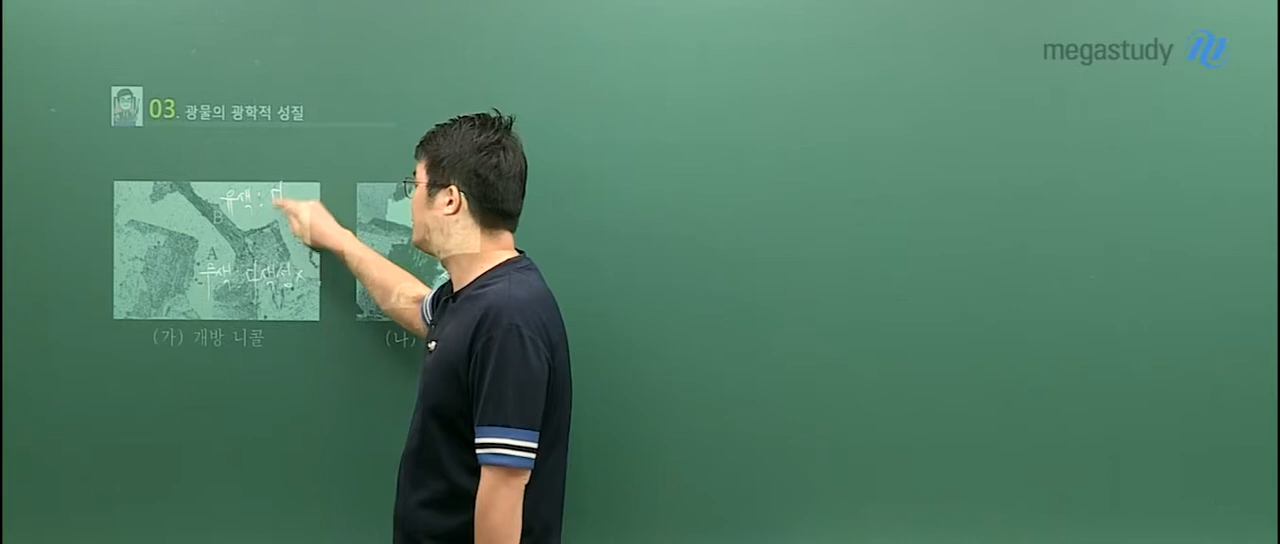 megastudy
03. 광물의 광학적 성질
유색 :
B
A
무색 다색성 x
(가) 개방 니콜
(나)